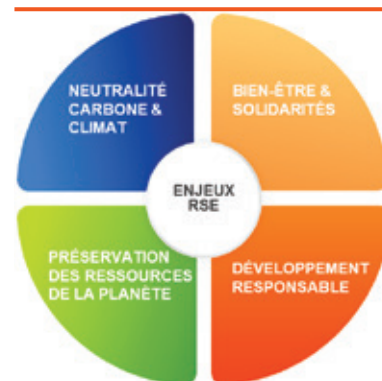 NEUTRALITÉ
CARBONE &
CLIMAT
BIEN-ÊTRE &
SOLIDARITÉS
ENJEUX
RSE
PRÉSERVATION
DES RESSOURCES
DE LA PLANÈTE
DÉVELOPPEMENT
RESPONSABLE